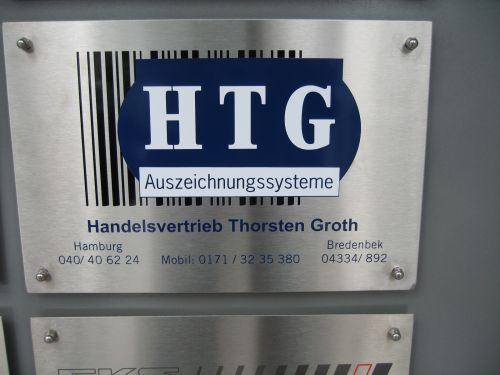 HTG
Auszeichnungssysteme
Handelsvertrieb Thorsten Groth
Hamburg Bredenbek
040/ 40 62 24 Mobil: 0171 / 32 35 380 04334/ 892